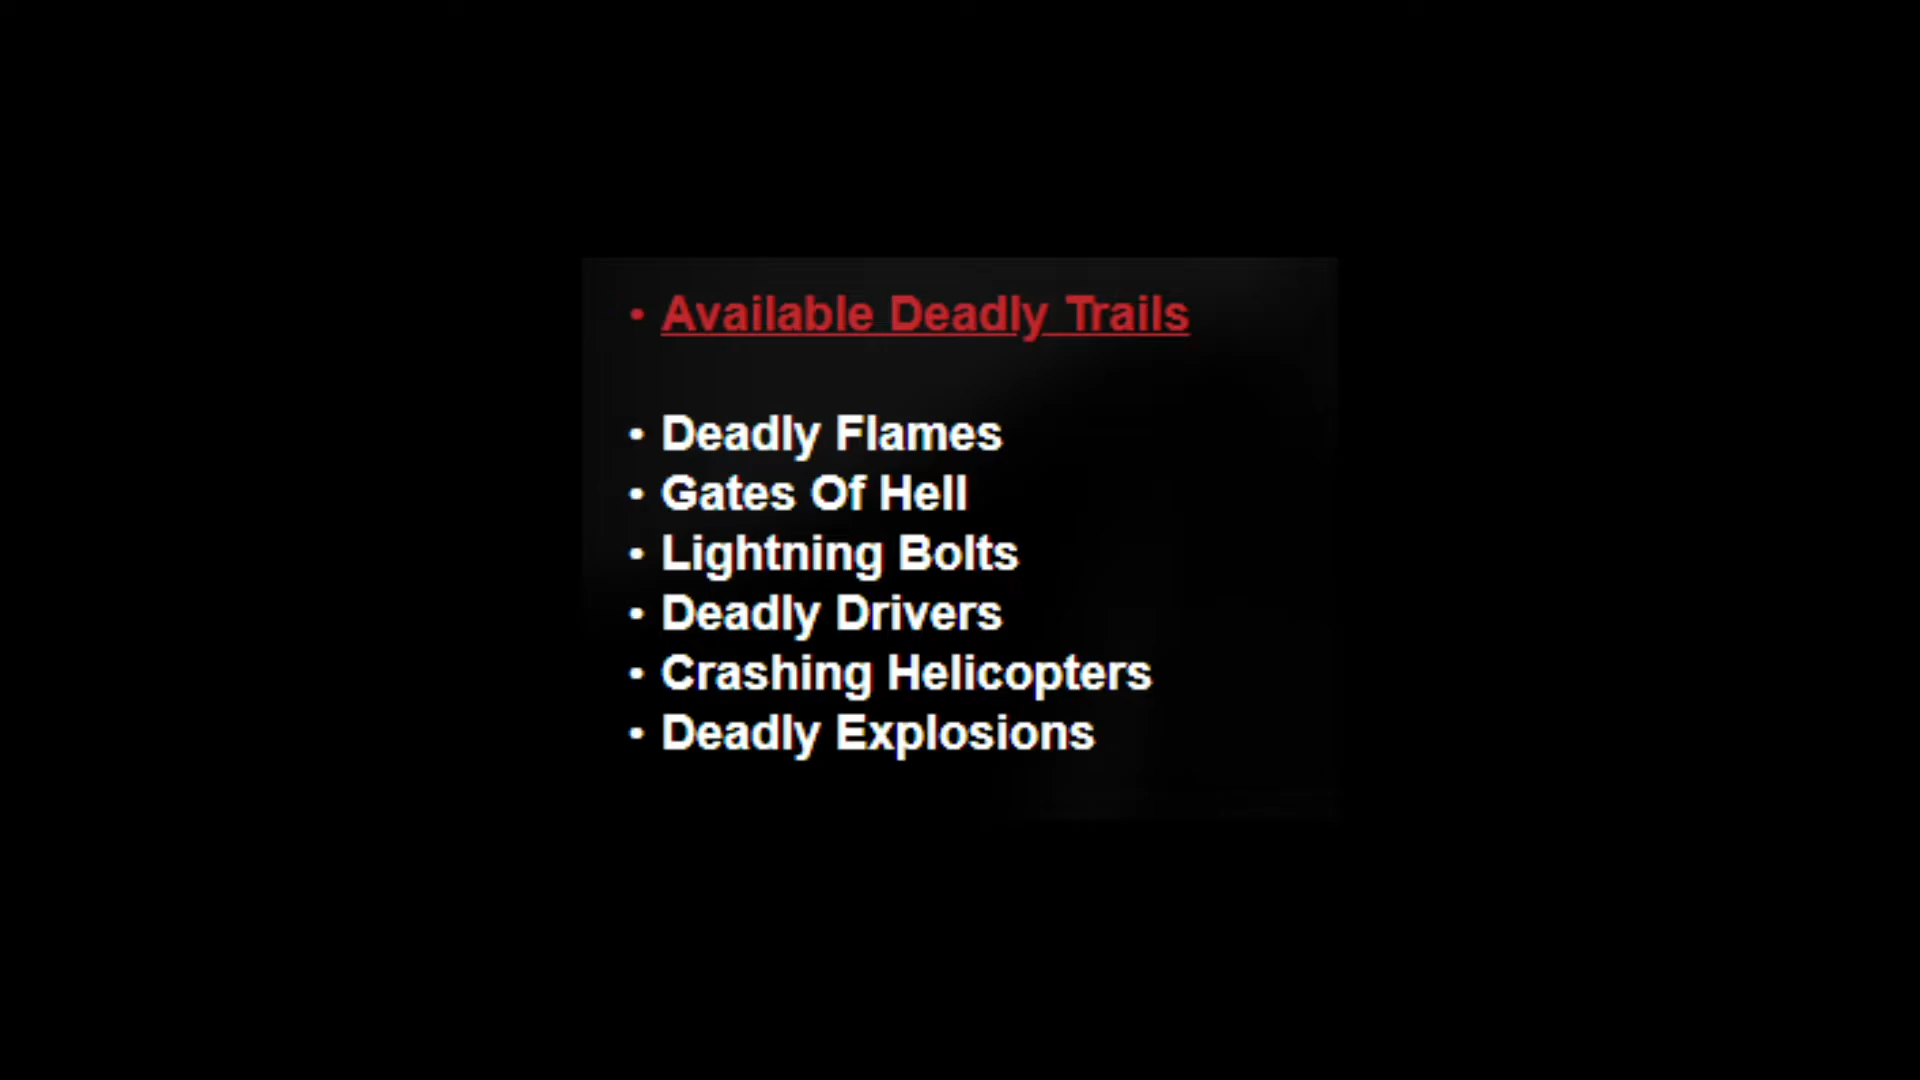 • Available Deadly Trails
• Deadly Flames
• Gates Of Hell
• Lightning Bolts
• Deadly Drivers
• Crashing Helicopters
• Deadly Explosions